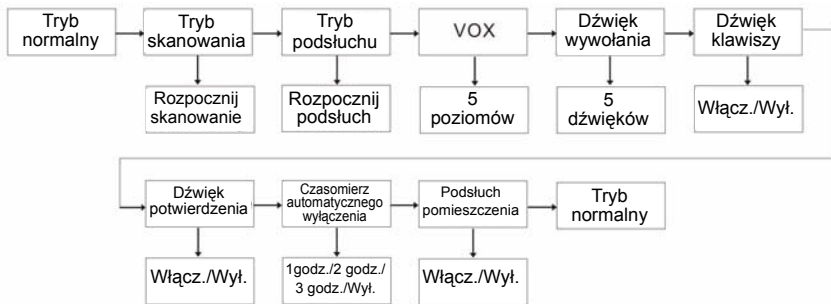 Tryb
normalny
Tryb
skanowania
Tryb
podsłuchu
VOX
Dźwięk
wywołania
Dźwięk
klawiszy
Rozpocznij
skanowanie
Rozpocznij
podsłuch
5
poziomów
5
dźwięków
Włącz./Wył.
Dźwięk
potwierdzenia
Czasomierz
automatycznego
wyłączenia
Podsłuch
pomieszczenia
Tryb
normalny
Włącz./Wył.
1godz./2 godz./
3 godz./Wył.
Włącz./Wył.